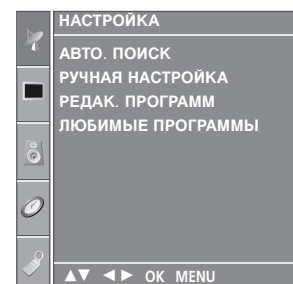 НАСТРОЙКА
АВТО. ПОИСК
РУЧНАЯ НАСТРОЙКА
РЕДАК. ПРОГРАММ
ЛЮБИМЫЕ ПРОГРАММЫ
▲▼ ◄► OK MENU